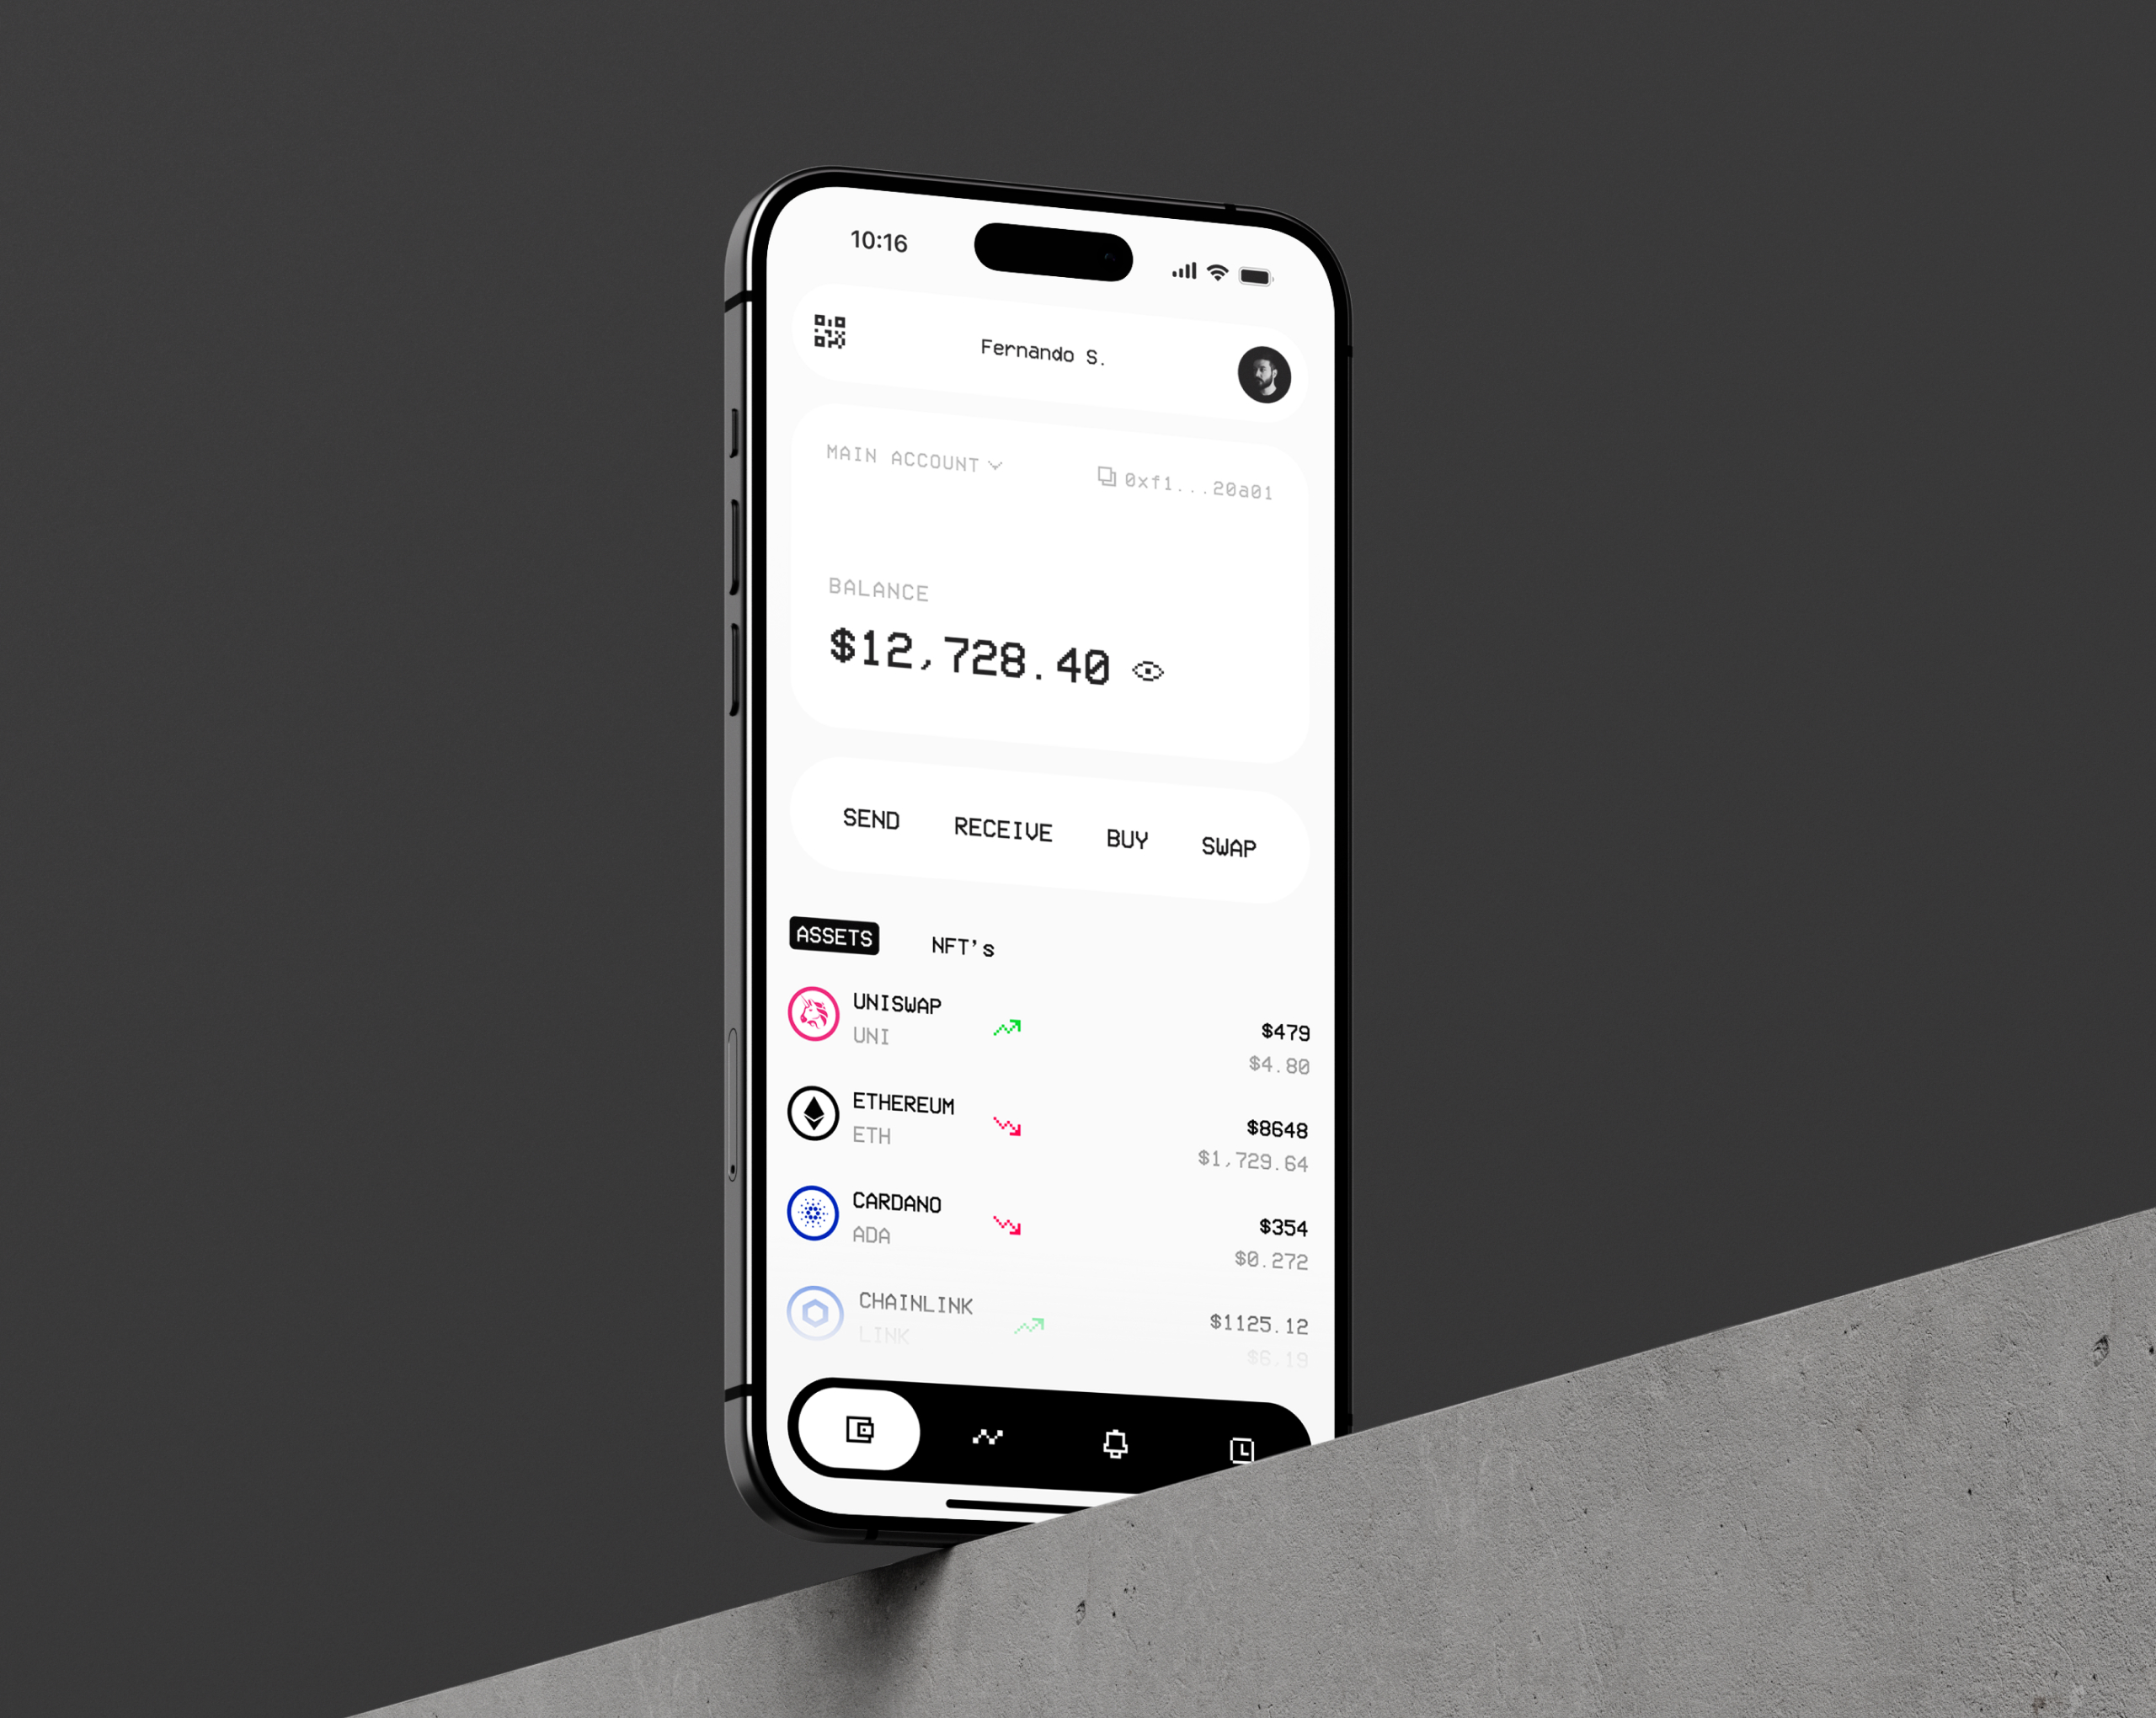 10:16
Fernando S.
MAIN ACCOUNT 0xf1...20a01
BALANCE
$12,728.40
SEND RECEIVE BUY SWAP
ASSETS NFT's
UNISWAP $479
UNI $4.80
ETHEREUM $8648
ETH $1,729.64
CARDANO $354
ADA $0.272
CHAINLINK $1125.12
LINK $6.19